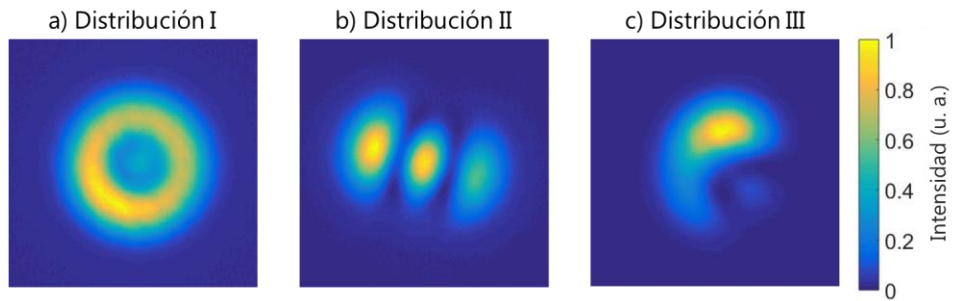 a) Distribución I
b) Distribución II
c) Distribución III
1
0.8
0.6
0.4
0.2
0
Intensidad (u. a.)